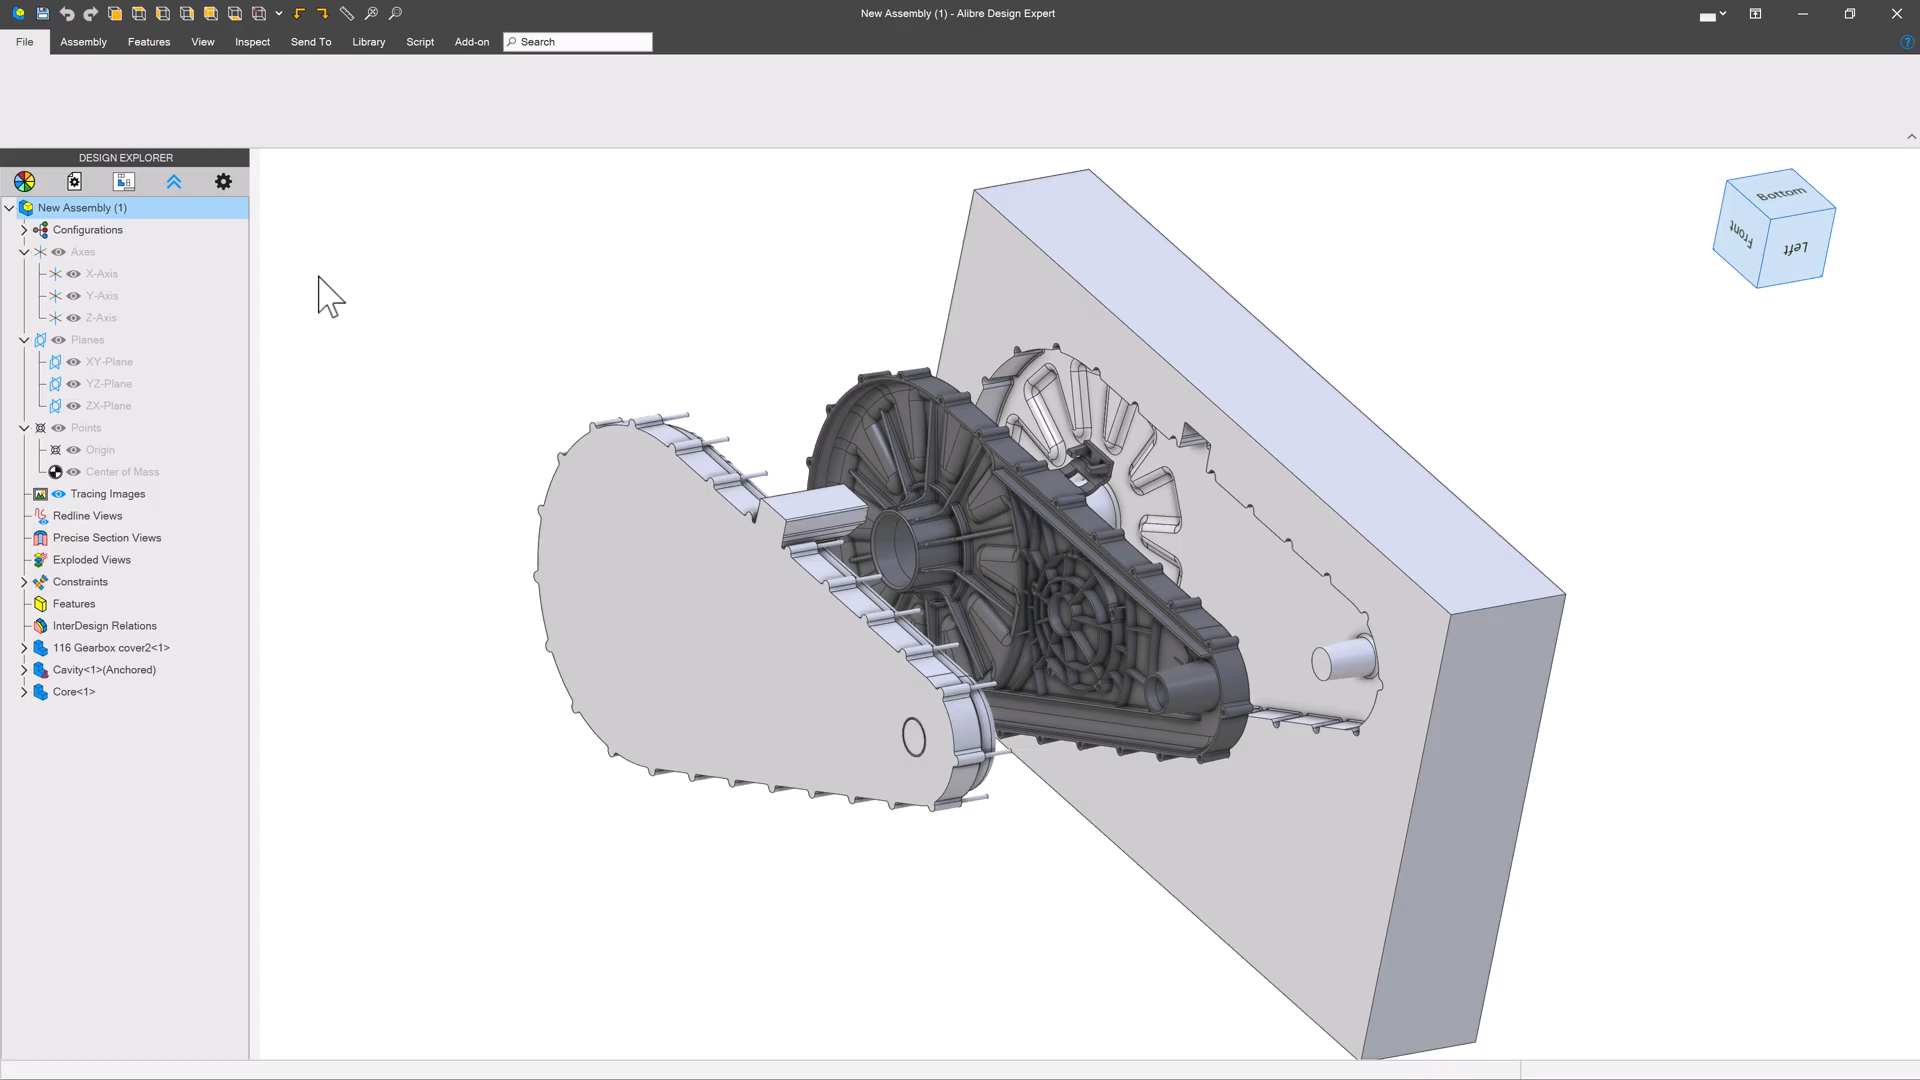 New Assembly (1) - Alibre Design Expert
File Assembly Features View Inspect Send To Library Script Add-on Search
DESIGN EXPLORER
New Assembly (1)
Configurations
Axes
X-Axis
Y-Axis
Z-Axis
Planes
XY-Plane
YZ-Plane
ZX-Plane
Points
Origin
Center of Mass
Tracing Images
Redline Views
Precise Section Views
Exploded Views
Constraints
Features
InterDesign Relations
116 Gearbox cover2<1>
Cavity<1>(Anchored)
Core<1>
Bottom
Front
Left